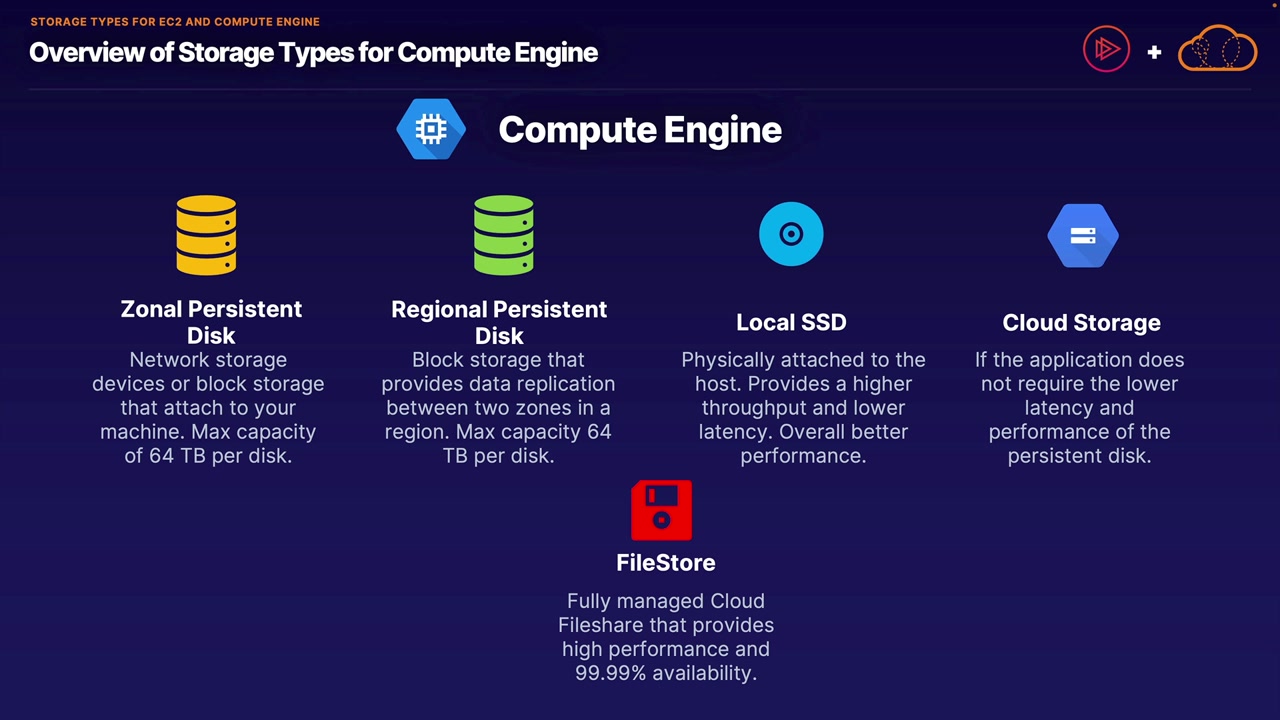 STORAGE TYPES FOR EC2 AND COMPUTE ENGINE
Overview of Storage Types for Compute Engine
+
Compute Engine
Zonal Persistent
Disk
Network storage
devices or block storage
that attach to your
machine. Max capacity
of 64 TB per disk.
Regional Persistent
Disk
Block storage that
provides data replication
between two zones in a
region. Max capacity 64
TB per disk.
Local SSD
Physically attached to the
host. Provides a higher
throughput and lower
latency. Overall better
performance.
Cloud Storage
If the application does
not require the lower
latency and
performance of the
persistent disk.
FileStore
Fully managed Cloud
Fileshare that provides
high performance and
99.99% availability.